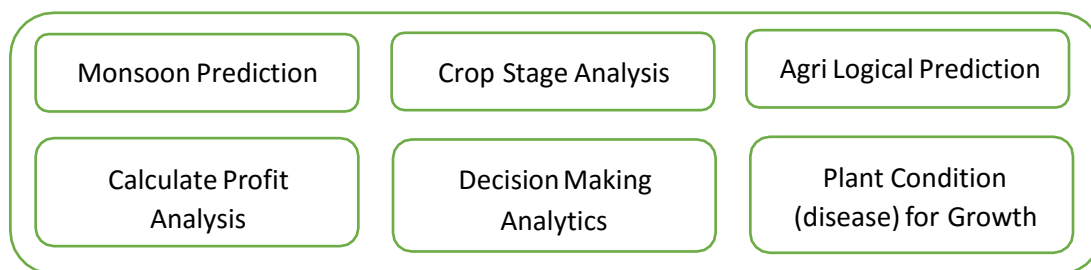 Monsoon Prediction
Crop Stage Analysis
Agri Logical Prediction
Calculate Profit
Analysis
Decision Making
Analytics
Plant Condition
(disease) for Growth